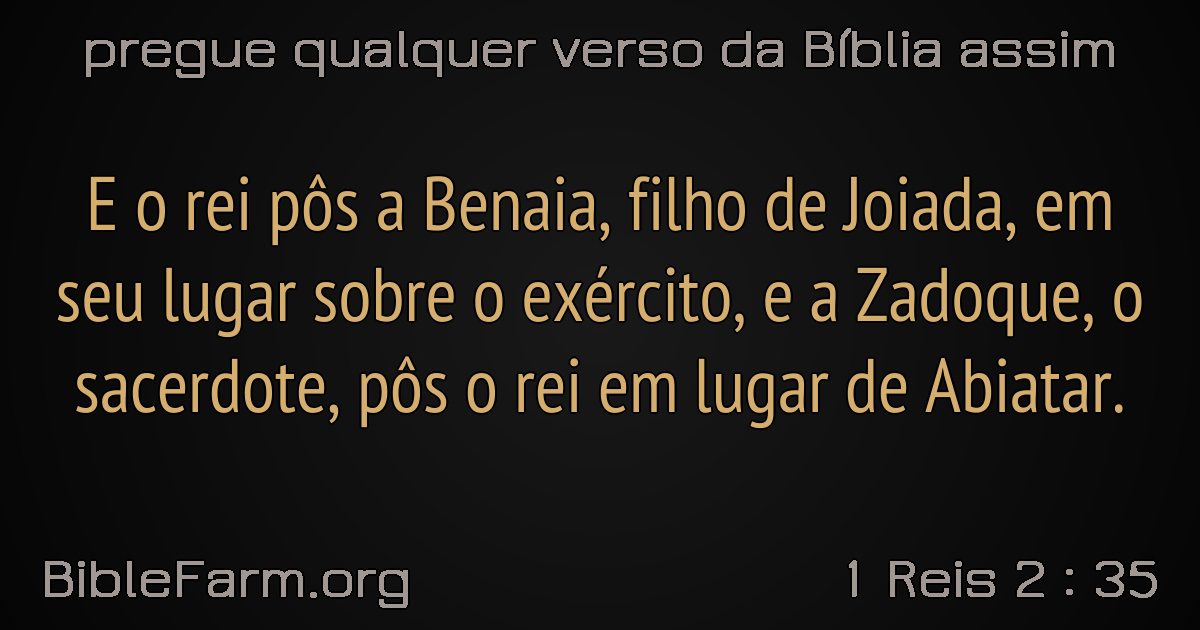 pregue qualquer verso da Bíblia assim
E o rei pôs a Benaia, filho de Joiada, em
seu lugar sobre o exército, e a Zadoque, o
sacerdote, pôs o rei em lugar de Abiatar.
BibleFarm.org
1 Reis 2 : 35